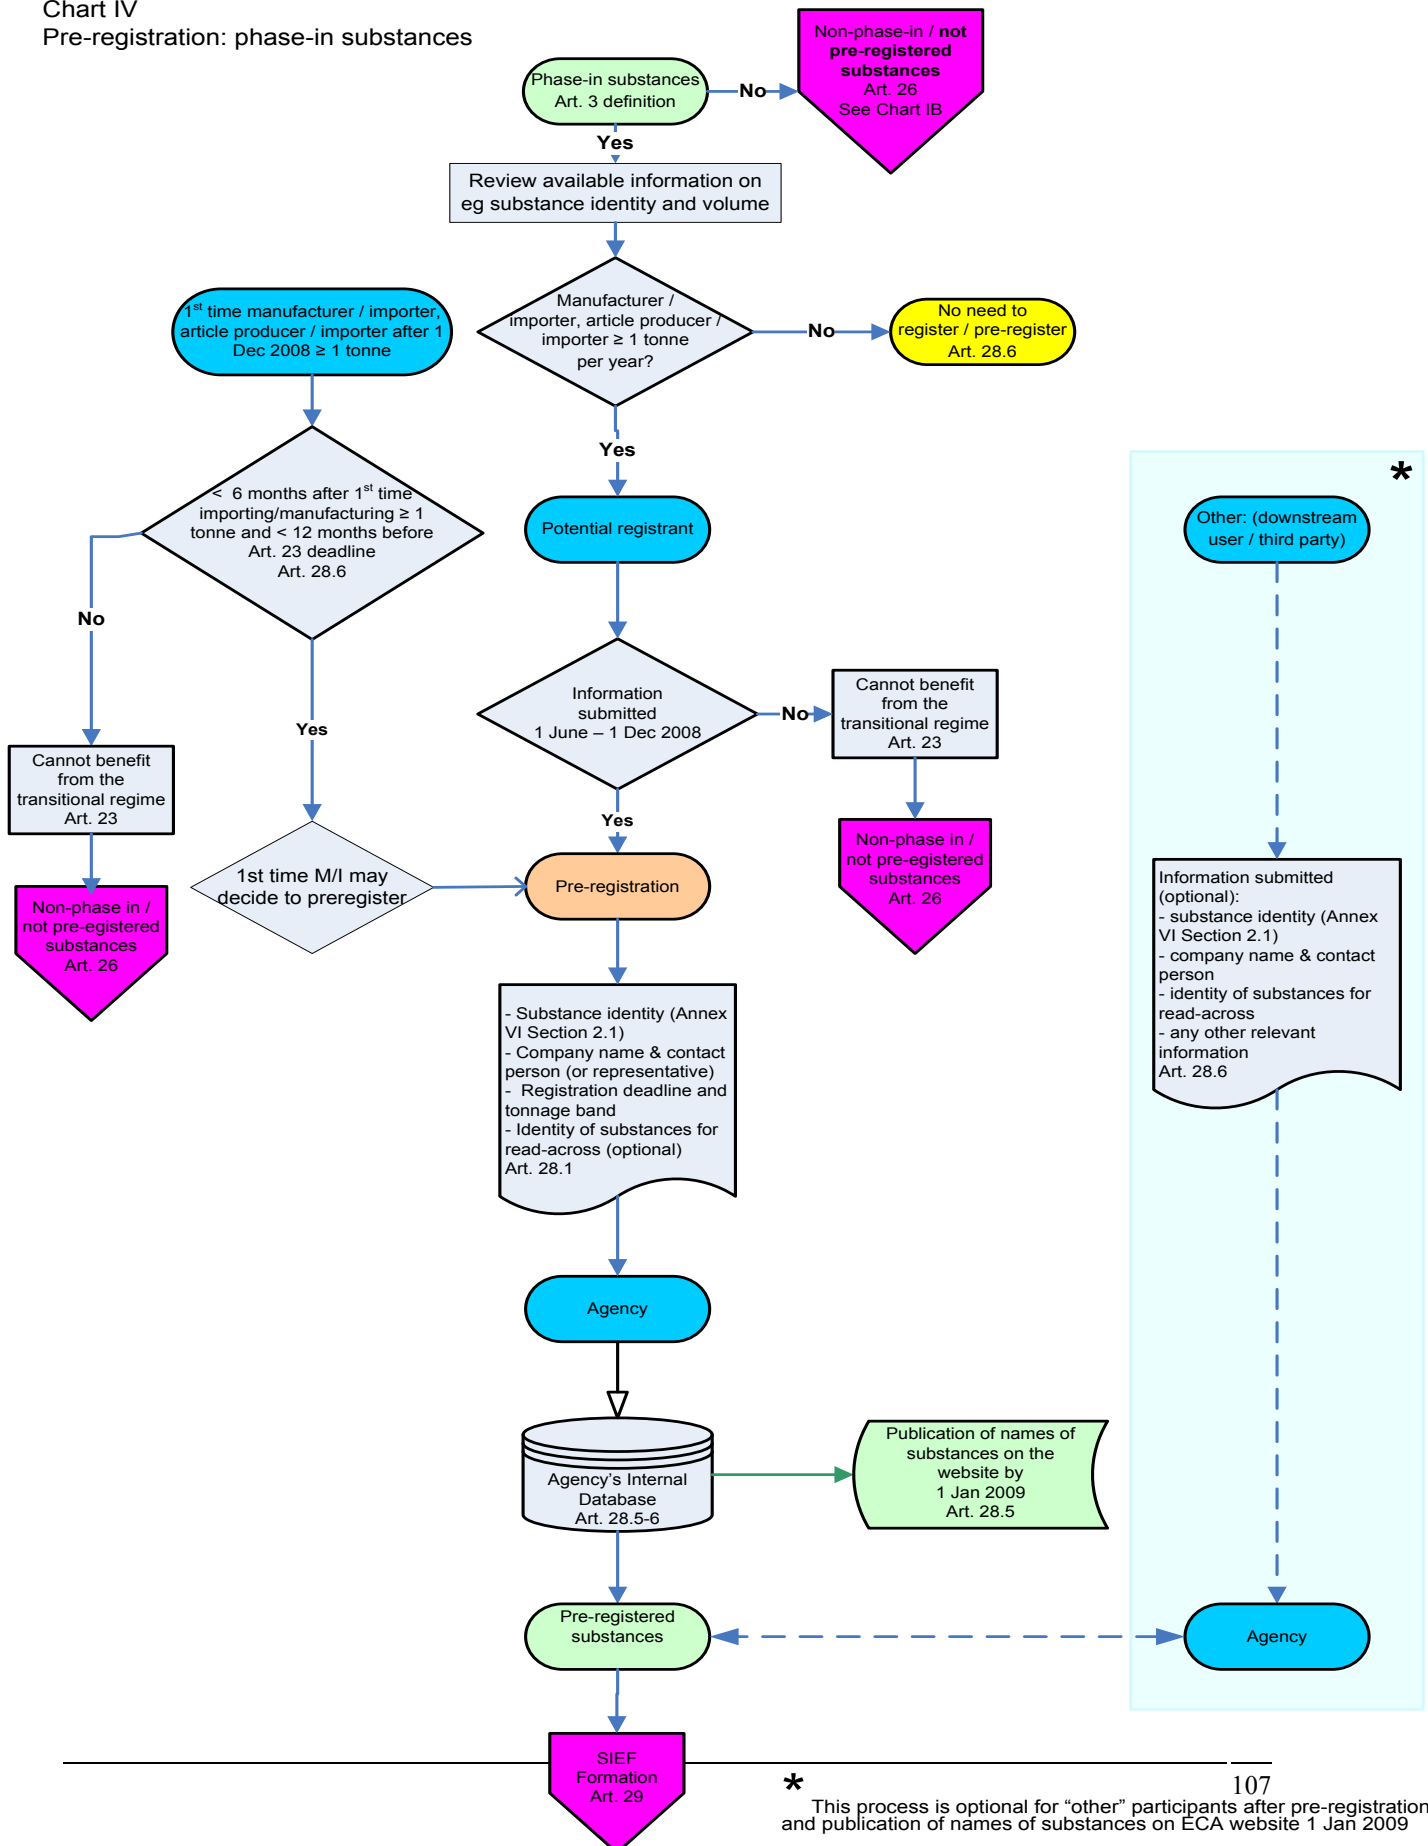 Chart IV
Pre-registration: phase-in substances
Phase-in substances
Art. 3 definition
No
Non-phase-in / not
pre-registered
substances
Art. 26
See Chart IB
Yes
Review available information on
eg substance identity and volume
Manufacturer /
importer, article producer /
importer ≥ 1 tonne
per year?
No
No need to
register / pre-register
Art. 28.6
Yes
1st time manufacturer / importer,
article producer / importer after 1
Dec 2008 ≥ 1 tonne
< 6 months after 1st time
importing/manufacturing ≥ 1
tonne and < 12 months before
Art. 23 deadline
Art. 28.6
No
Yes
Cannot benefit
from the
transitional regime
Art. 23
Non-phase in /
not pre-egistered
substances
Art. 26
1st time M/I may
decide to preregister
Potential registrant
Information
submitted
1 June – 1 Dec 2008
No
Cannot benefit
from the
transitional regime
Art. 23
Non-phase in /
not pre-egistered
substances
Art. 26
Yes
Pre-registration
- Substance identity (Annex
VI Section 2.1)
- Company name & contact
person (or representative)
- Registration deadline and
tonnage band
- Identity of substances for
read-across (optional)
Art. 28.1
Agency
Agency's Internal
Database
Art. 28.5-6
Publication of names of
substances on the
website by
1 Jan 2009
Art. 28.5
Pre-registered
substances
SIEF
Formation
Art. 29
*
Other: (downstream
user / third party)
Information submitted
(optional):
- substance identity (Annex
VI Section 2.1)
- company name & contact
person
- identity of substances for
read-across
- any other relevant
information
Art. 28.6
Agency
107
*
This process is optional for “other” participants after pre-registration
and publication of names of substances on ECA website 1 Jan 2009